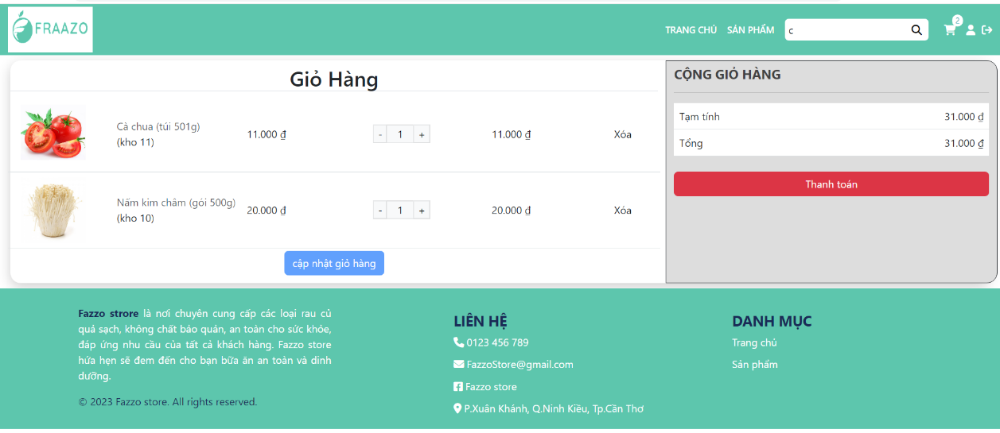 FRAAZO
TRANG CHỦ SẢN PHẨM c 2
Giỏ Hàng
Cà chua (túi 501g)
(kho 11)
11.000 ₫ - 1 + 11.000 ₫ Xóa
Nấm kim châm (gói 500g)
(kho 10)
20.000 ₫ - 1 + 20.000 ₫ Xóa
cập nhật giỏ hàng
CỘNG GIỎ HÀNG
Tạm tính 31.000 ₫
Tổng 31.000 ₫
Thanh toán
Fazzo strore là nơi chuyên cung cấp các loại rau củ
quả sạch, không chất bảo quản, an toàn cho sức khỏe,
đáp ứng nhu cầu của tất cả khách hàng. Fazzo store
hứa hẹn sẽ đem đến cho bạn bữa ăn an toàn và dinh
dưỡng.
© 2023 Fazzo store. All rights reserved.
LIÊN HỆ
0123 456 789
FazzoStore@gmail.com
Fazzo store
P.Xuân Khánh, Q.Ninh Kiều, Tp.Cần Thơ
DANH MỤC
Trang chủ
Sản phẩm